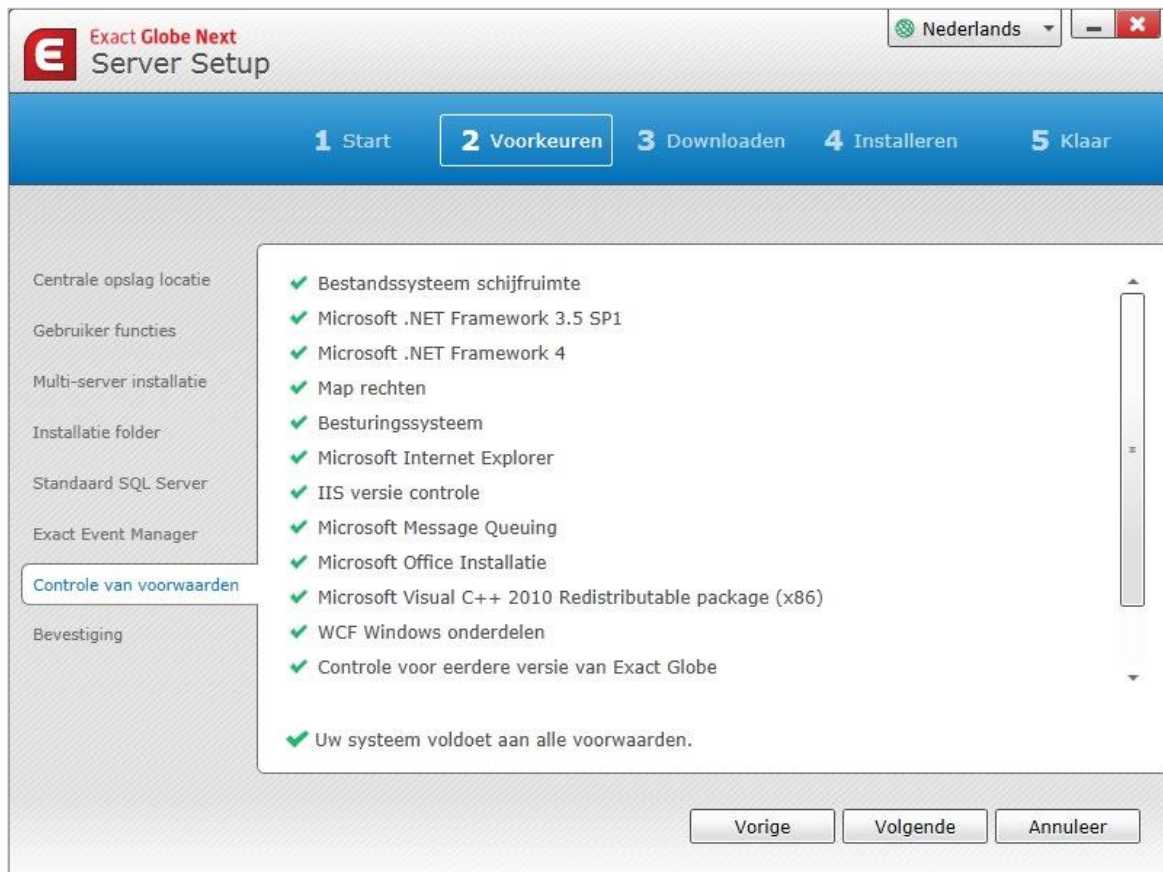 Exact Globe Next
Server Setup
Nederlands
1 Start
2 Voorkeuren
3 Downloaden
4 Installeren
5 Klaar
Centrale opslag locatie
Gebruiker functies
Multi-server installatie
Installatie folder
Standaard SQL Server
Exact Event Manager
Controle van voorwaarden
Bevestiging
Bestandssysteem schijfruimte
Microsoft .NET Framework 3.5 SP1
Microsoft .NET Framework 4
Map rechten
Besturingssysteem
Microsoft Internet Explorer
IIS versie controle
Microsoft Message Queuing
Microsoft Office Installatie
Microsoft Visual C++ 2010 Redistributable package (x86)
WCF Windows onderdelen
Controle voor eerdere versie van Exact Globe
Uw systeem voldoet aan alle voorwaarden.
Vorige
Volgende
Annuleer